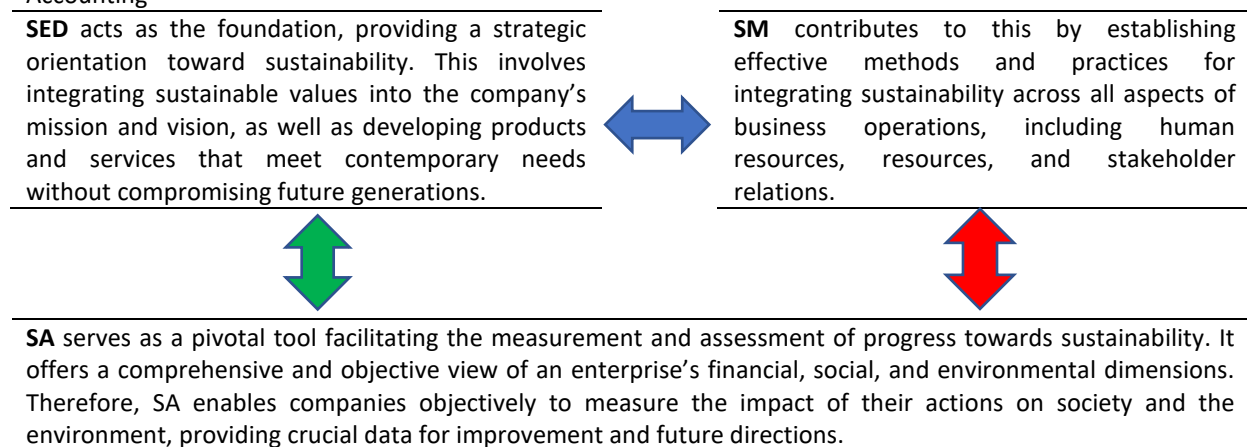 Accounting
SED acts as the foundation, providing a strategic
orientation toward sustainability. This involves
integrating sustainable values into the company’s
mission and vision, as well as developing products
and services that meet contemporary needs
without compromising future generations.
SM contributes to this by establishing
effective methods and practices for
integrating sustainability across all aspects of
business operations, including human
resources, resources, and stakeholder
relations.
SA serves as a pivotal tool facilitating the measurement and assessment of progress towards sustainability. It
offers a comprehensive and objective view of an enterprise’s financial, social, and environmental dimensions.
Therefore, SA enables companies objectively to measure the impact of their actions on society and the
environment, providing crucial data for improvement and future directions.